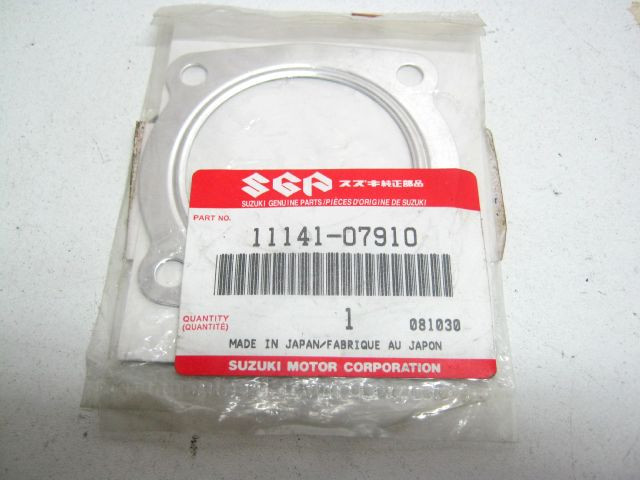 SGP スズキ純正部品
SUZUKI GENUINE PARTS/PIÈCES D'ORIGINE DE SUZUKI
PART NO.
11141-07910
QUANTITY
(QUANTITÉ)
1 081030
MADE IN JAPAN/FABRIQUE AU JAPON
SUZUKI MOTOR CORPORATION